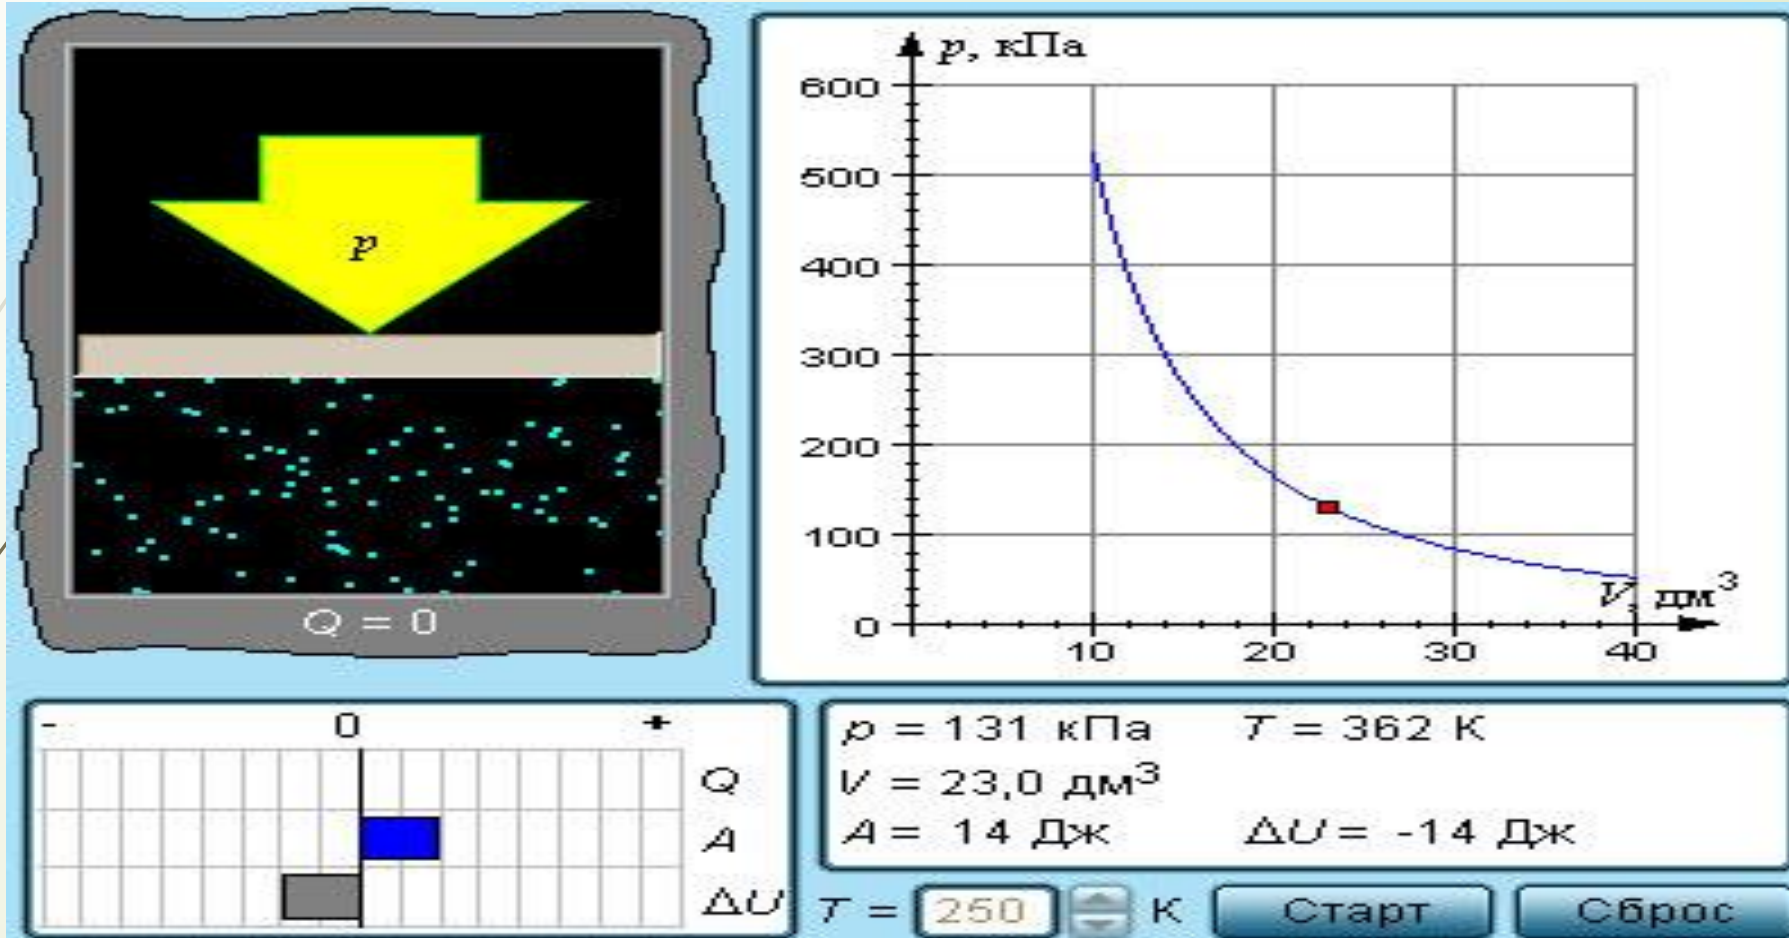 p
Q = 0
p, кПа
600
500
400
300
200
100
0
10 20 30 40
V, дм³
- 0 +
Q
A
ΔU
p = 131 кПа T = 362 К
V = 23,0 дм³
A = 14 Дж ΔU = -14 Дж
T = 250 К Старт Сброс